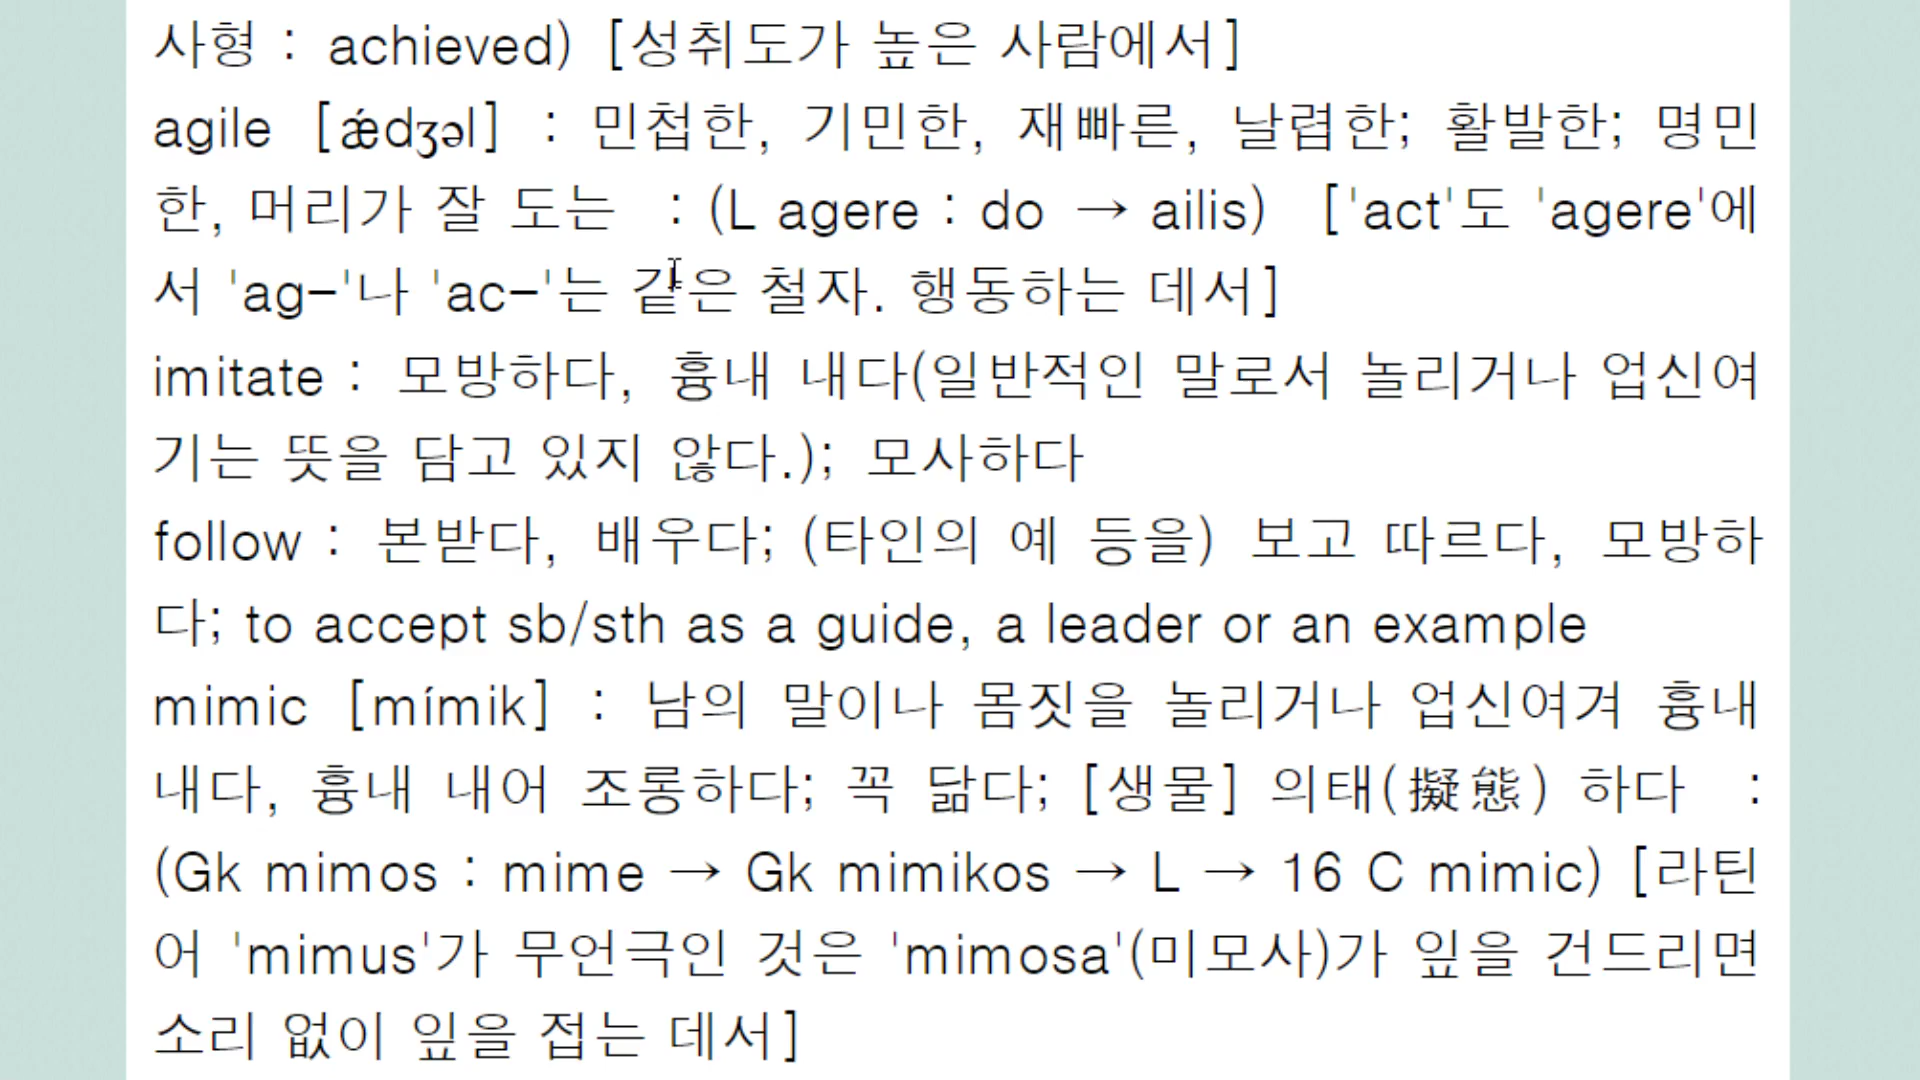 사형 : achieved) [성취도가 높은 사람에서]
agile [ǽdʒəl] : 민첩한, 기민한, 재빠른, 날렵한; 활발한; 명민
한, 머리가 잘 도는 : (L agere : do → ailis) ['act'도 'agere'에
서 'ag-'나 'ac-'는 같은 철자. 행동하는 데서]
imitate : 모방하다, 흉내 내다(일반적인 말로서 놀리거나 업신여
기는 뜻을 담고 있지 않다.); 모사하다
follow : 본받다, 배우다; (타인의 예 등을) 보고 따르다, 모방하
다; to accept sb/sth as a guide, a leader or an example
mimic [mímik] : 남의 말이나 몸짓을 놀리거나 업신여겨 흉내
내다, 흉내 내어 조롱하다; 꼭 닮다; [생물] 의태(擬態) 하다 :
(Gk mimos : mime → Gk mimikos → L → 16 C mimic) [라틴
어 'mimus'가 무언극인 것은 'mimosa'(미모사)가 잎을 건드리면
소리 없이 잎을 접는 데서]